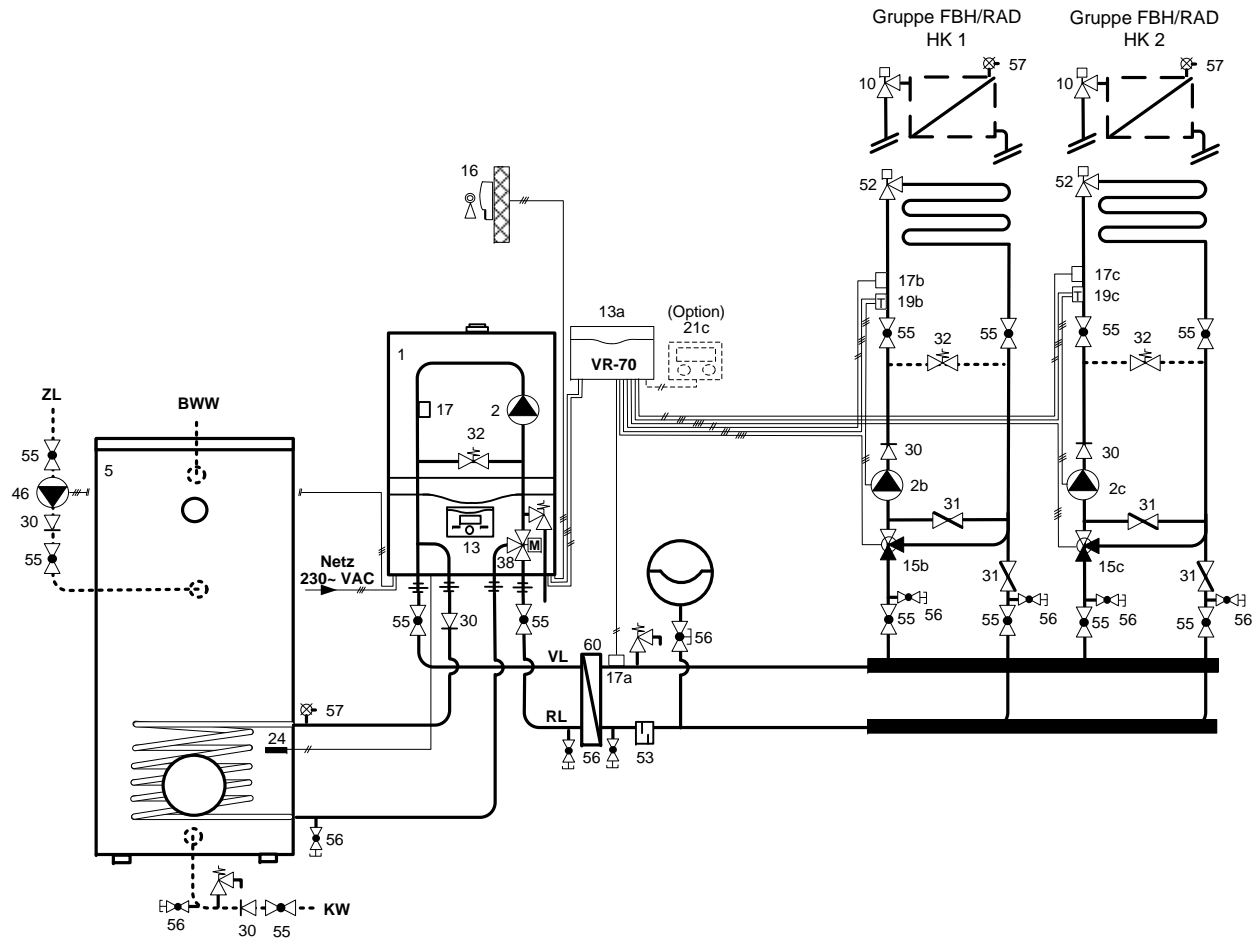 Gruppe FBH/RAD
HK 1
Gruppe FBH/RAD
HK 2
57
57
10
10
16
52
52
17b
17c
19b
19c
13a
(Option)
21c
VR-70
55
55
55
55
32
32
1
17
2
32
ZL
BWW
55
5
46
30
55
30
30
2b
2c
31
31
13
38
M
Netz
230~ VAC
15b
15c
31
31
56
56
56
56
55
55
55
55
55
30
55
56
60
VL
17a
RL
57
24
56
53
56
56
30
55
KW